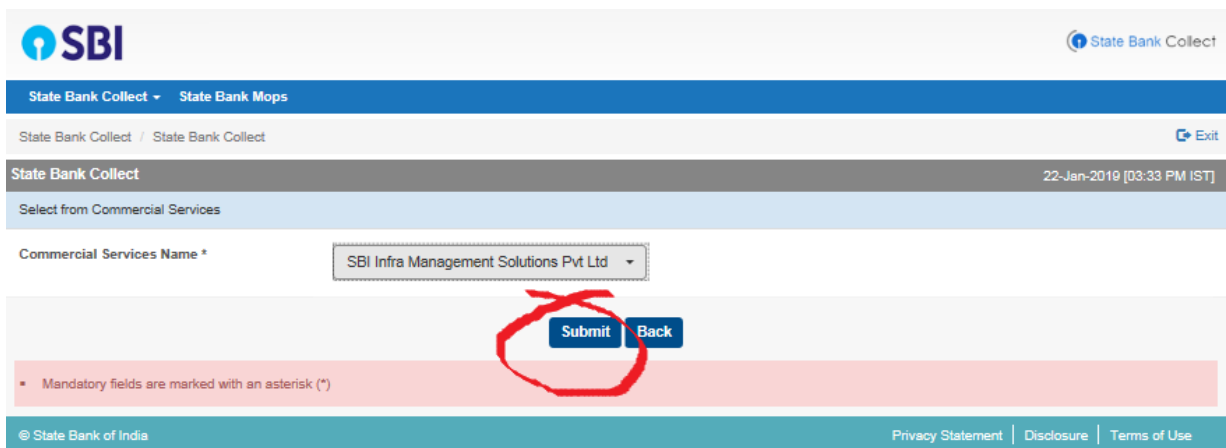 SBI
State Bank Collect
State Bank Collect State Bank Mops
State Bank Collect / State Bank Collect Exit
State Bank Collect 22-Jan-2019 [03:33 PM IST]
Select from Commercial Services
Commercial Services Name * SBI Infra Management Solutions Pvt Ltd
Submit Back
Mandatory fields are marked with an asterisk (*)
© State Bank of India Privacy Statement | Disclosure | Terms of Use